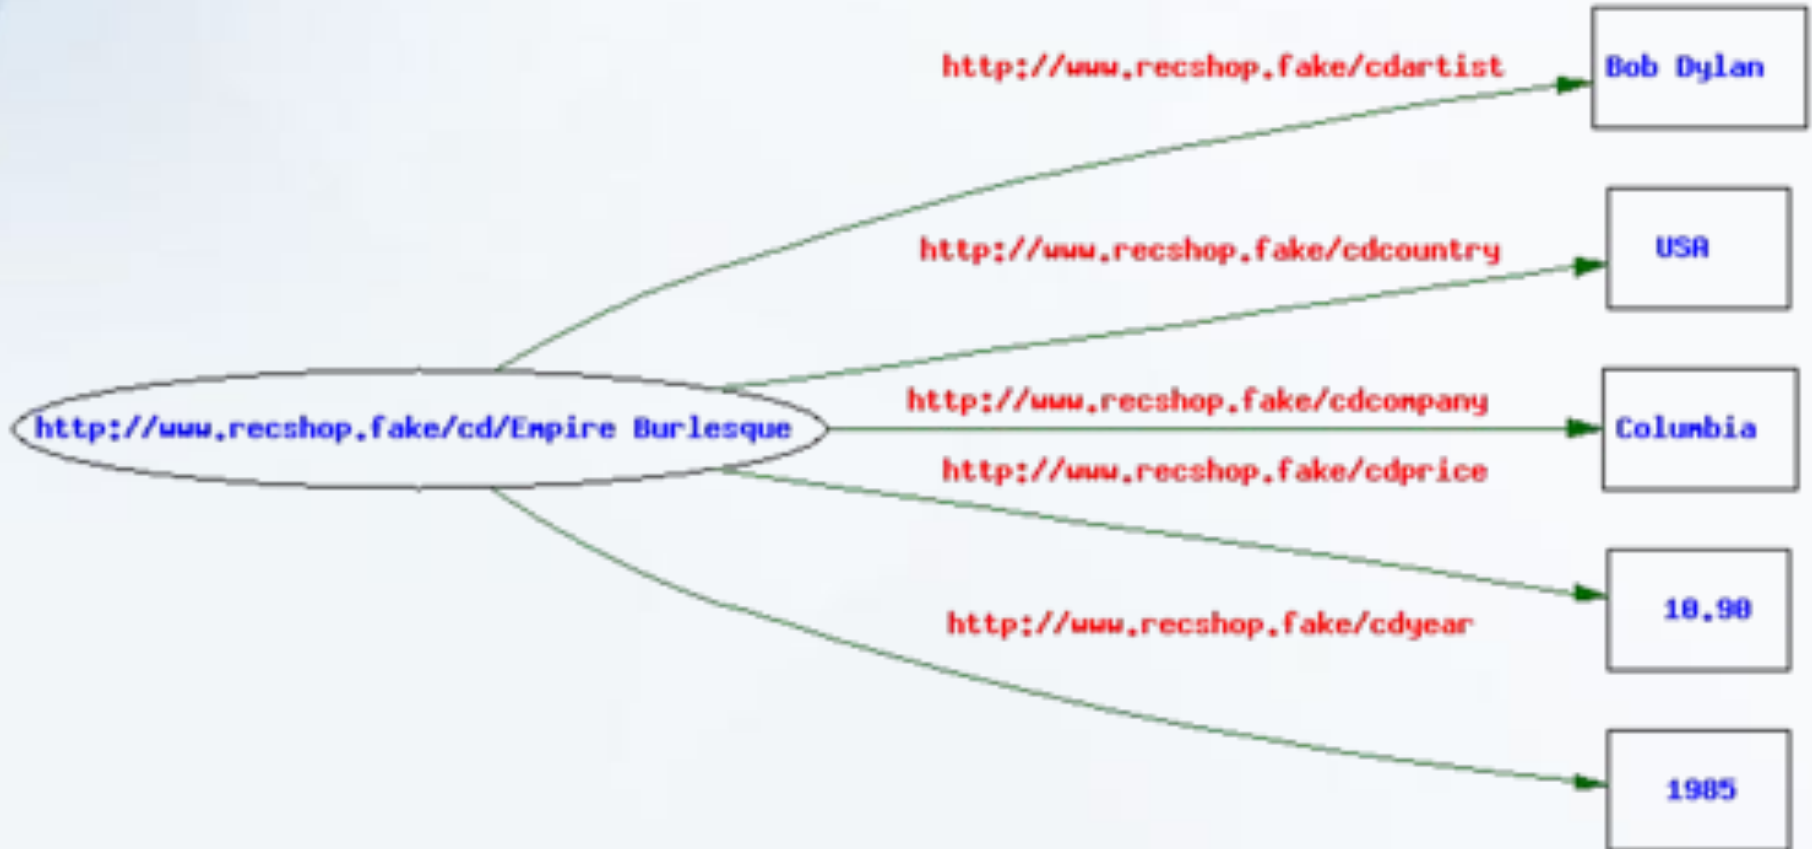 http://www.recshop.fake/cdartist
Bob Dylan
http://www.recshop.fake/cdcountry
USA
http://www.recshop.fake/cd/Empire Burlesque
http://www.recshop.fake/cdcompany
Columbia
http://www.recshop.fake/cdprice
10.90
http://www.recshop.fake/cdyear
1985